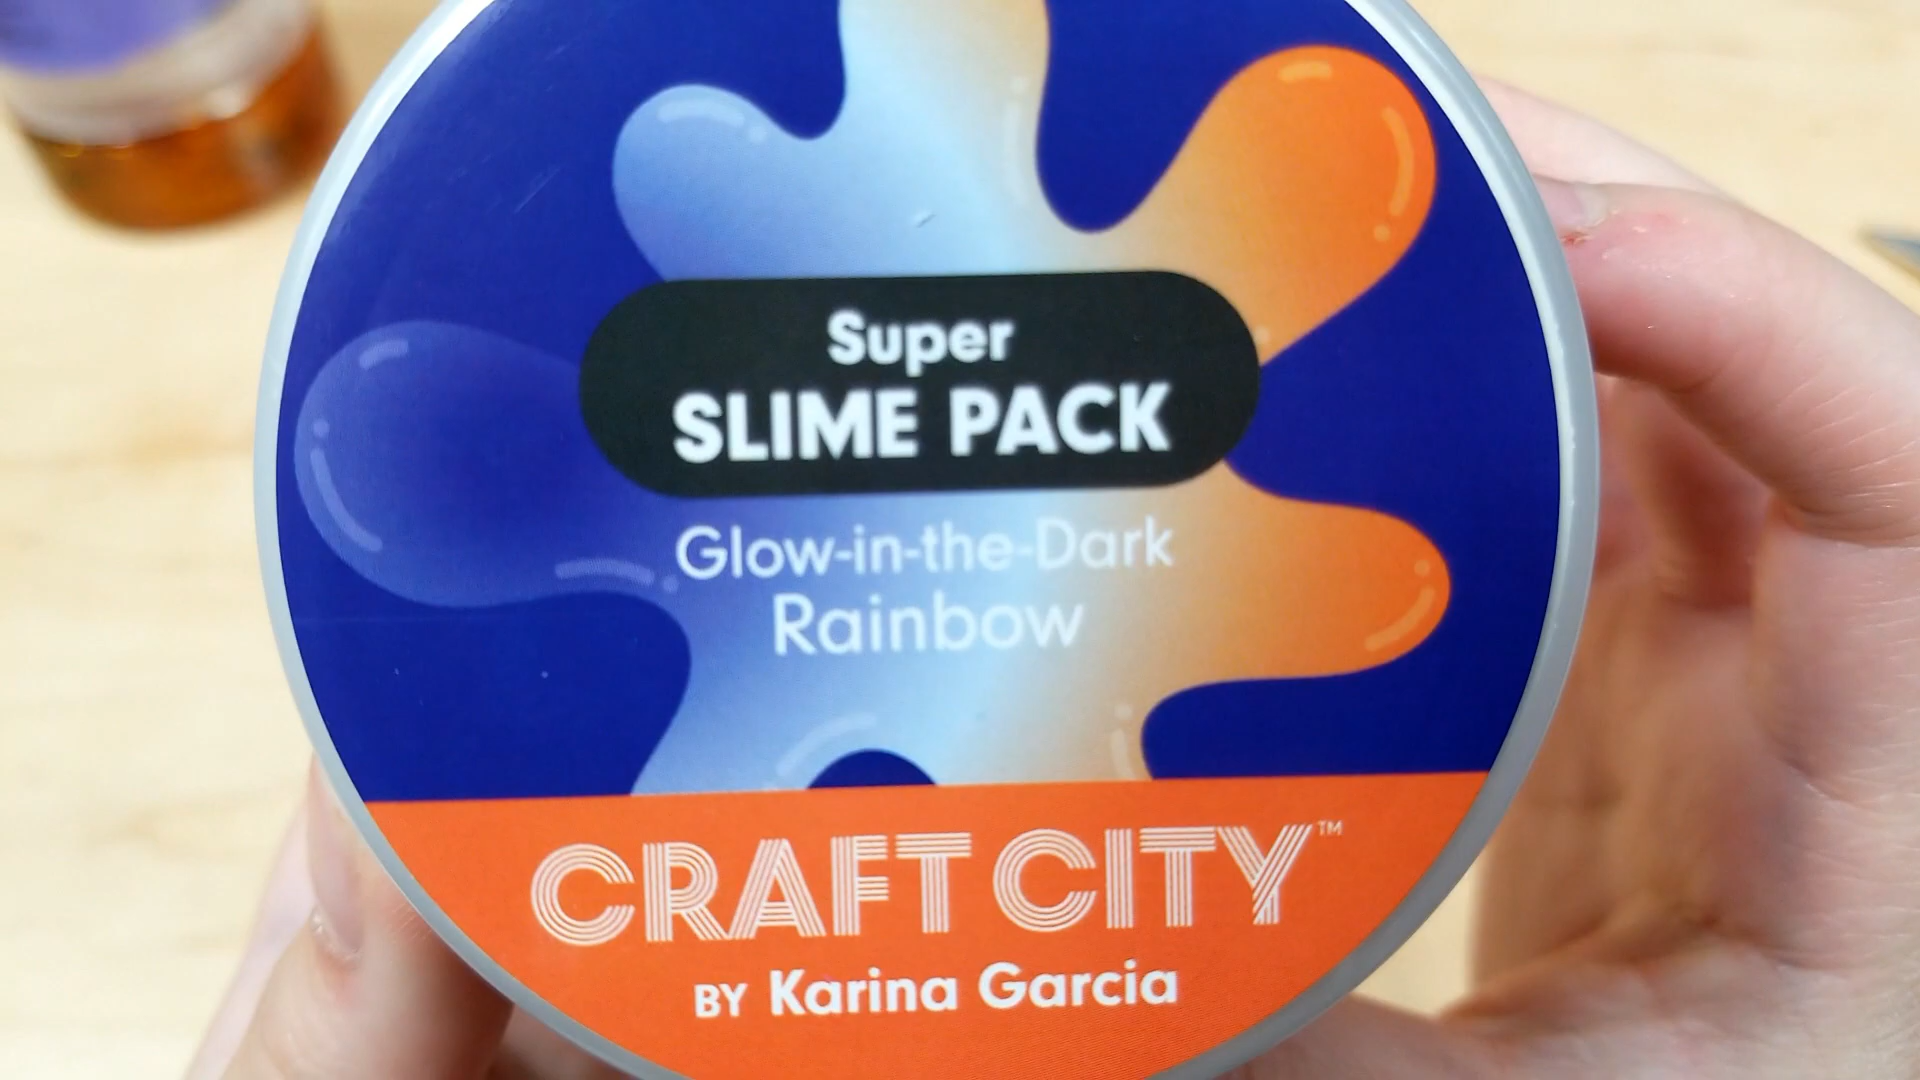 Super
SLIME PACK
Glow-in-the-Dark
Rainbow
CRAFT CITY™
BY Karina Garcia